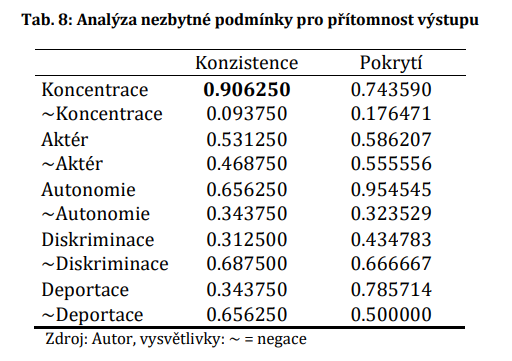 Tab. 8: Analýza nezbytné podmínky pro přítomnost výstupu
Konzistence Pokrytí
Koncentrace 0.906250 0.743590
~Koncentrace 0.093750 0.176471
Aktér 0.531250 0.586207
~Aktér 0.468750 0.555556
Autonomie 0.656250 0.954545
~Autonomie 0.343750 0.323529
Diskriminace 0.312500 0.434783
~Diskriminace 0.687500 0.666667
Deportace 0.343750 0.785714
~Deportace 0.656250 0.500000
Zdroj: Autor, vysvětlivky: ~ = negace